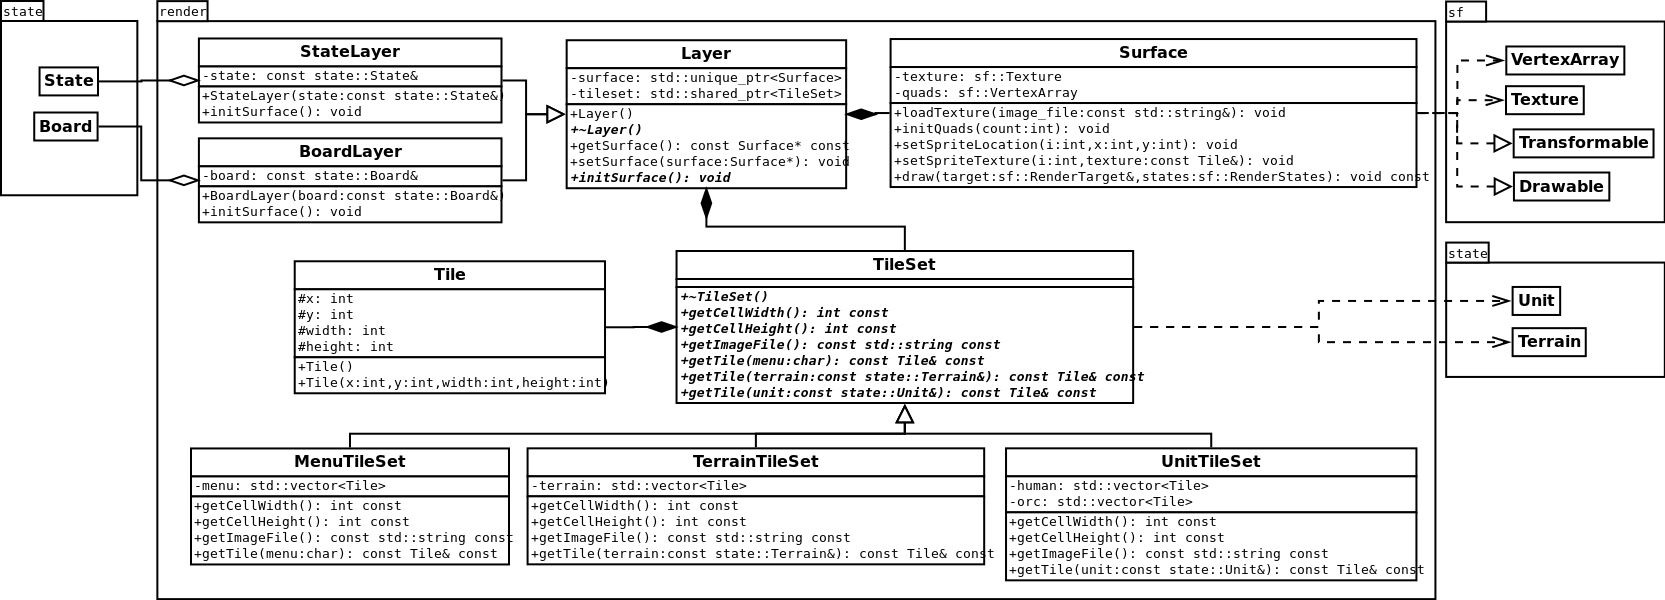 state
State
Board
render
StateLayer
-state: const state::State&
+StateLayer(state:const state::State&)
+initSurface(): void
BoardLayer
-board: const state::Board&
+BoardLayer(board:const state::Board&)
+initSurface(): void
Layer
-surface: std::unique_ptr<Surface>
-tileset: std::shared_ptr<TileSet>
+Layer()
+~Layer()
+getSurface(): const Surface* const
+setSurface(surface:Surface*): void
+initSurface(): void
Surface
-texture: sf::Texture
-quads: sf::VertexArray
+loadTexture(image_file:const std::string&): void
+initQuads(count:int): void
+setSpriteLocation(i:int,x:int,y:int): void
+setSpriteTexture(i:int,texture:const Tile&): void
+draw(target:sf::RenderTarget&,states:sf::RenderStates): void const
sf
VertexArray
Texture
Transformable
Drawable
state
Unit
Terrain
Tile
#x: int
#y: int
#width: int
#height: int
+Tile()
+Tile(x:int,y:int,width:int,height:int)
TileSet
+~TileSet()
+getCellWidth(): int const
+getCellHeight(): int const
+getImageFile(): const std::string const
+getTile(menu:char): const Tile& const
+getTile(terrain:const state::Terrain&): const Tile& const
+getTile(unit:const state::Unit&): const Tile& const
MenuTileSet
-menu: std::vector<Tile>
+getCellWidth(): int const
+getCellHeight(): int const
+getImageFile(): const std::string const
+getTile(menu:char): const Tile& const
TerrainTileSet
-terrain: std::vector<Tile>
+getCellWidth(): int const
+getCellHeight(): int const
+getImageFile(): const std::string const
+getTile(terrain:const state::Terrain&): const Tile& const
UnitTileSet
-human: std::vector<Tile>
-orc: std::vector<Tile>
+getCellWidth(): int const
+getCellHeight(): int const
+getImageFile(): const std::string const
+getTile(unit:const state::Unit&): const Tile& const